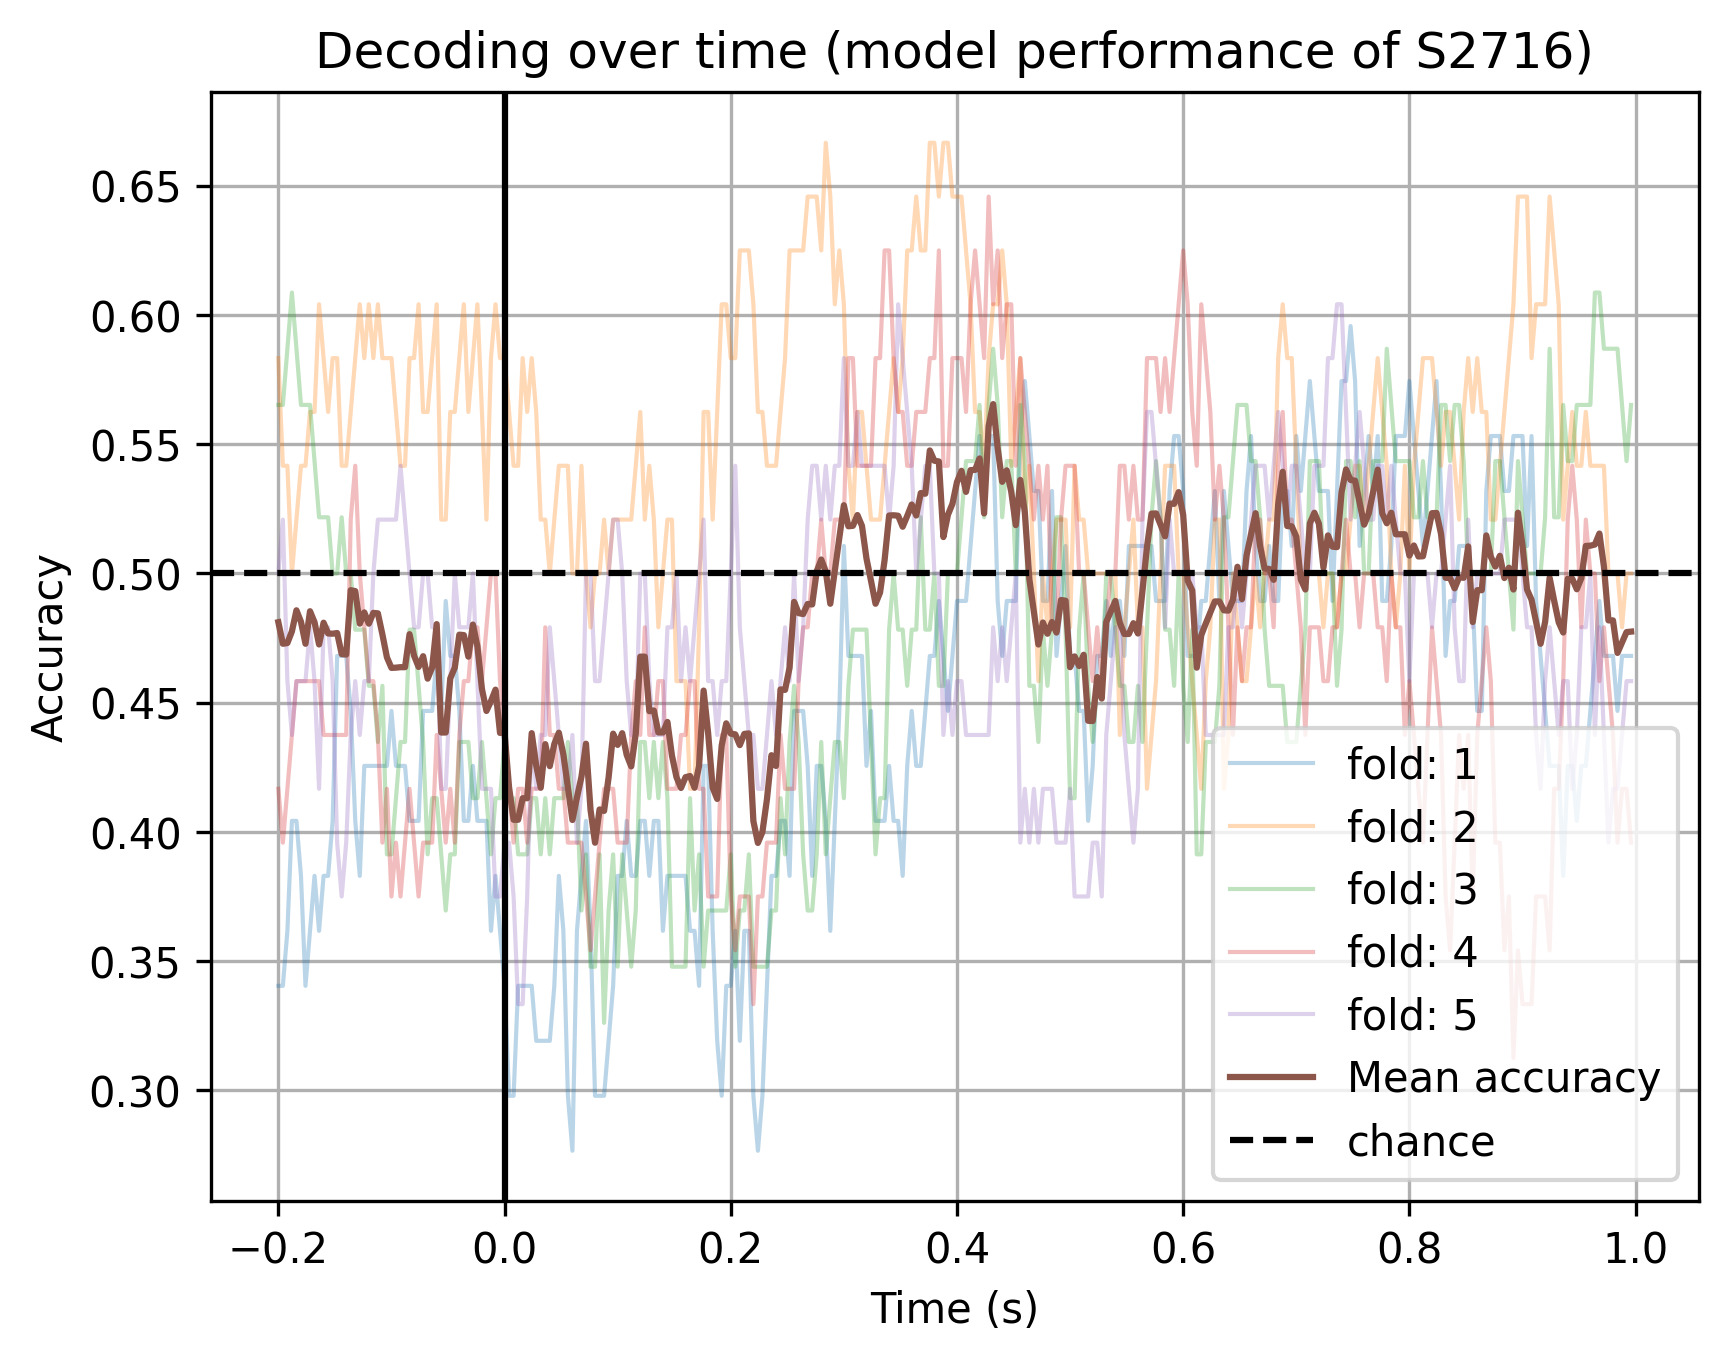 Decoding over time (model performance of S2716)
Accuracy
0.65
0.60
0.55
0.50
0.45
0.40
0.35
0.30
fold: 1
fold: 2
fold: 3
fold: 4
fold: 5
Mean accuracy
chance
−0.2 0.0 0.2 0.4 0.6 0.8 1.0
Time (s)